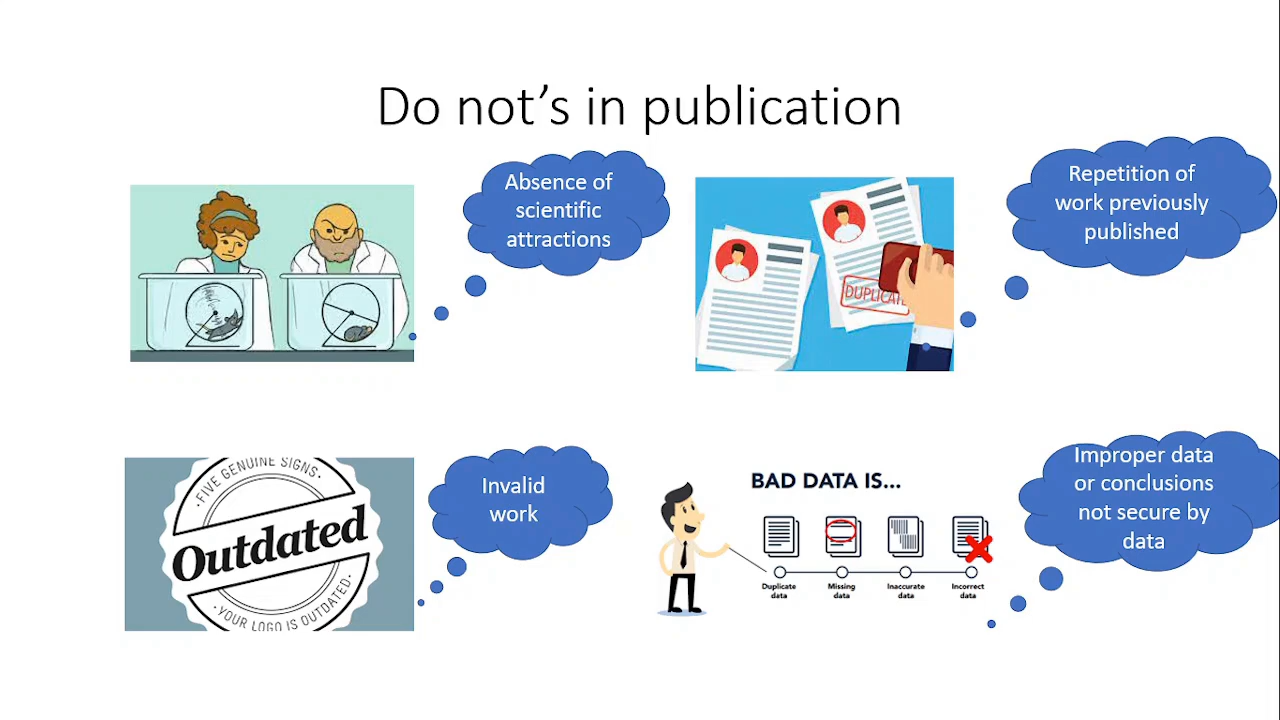 Do not's in publication
Absence of
scientific
attractions
Repetition of
work previously
published
DUPLICAT
· FIVE GENUINE SIGNS ·
Outdated
· YOUR LOGO IS OUTDATED. ·
Invalid
work
BAD DATA IS...
Duplicate
data
Missing
data
Inaccurate
data
Incorrect
data
Improper data
or conclusions
not secure by
data